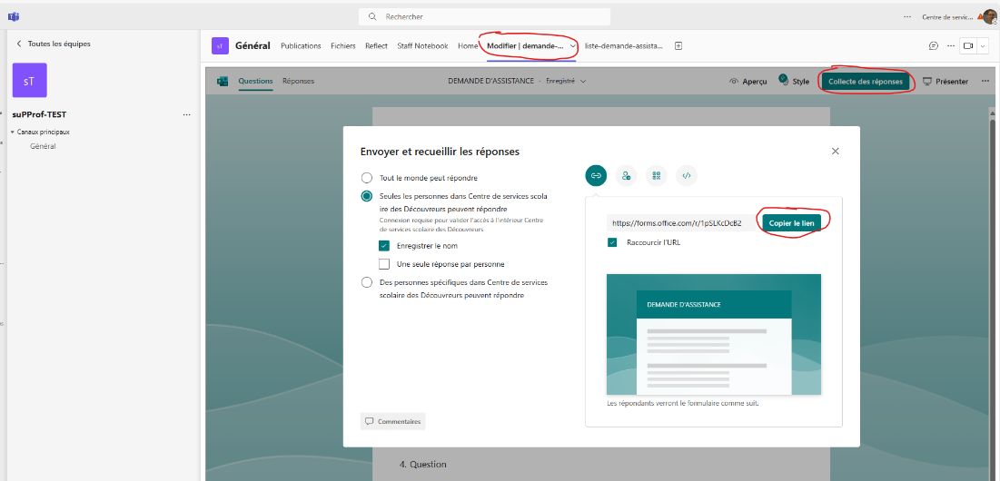 Rechercher
Centre de servic...
Toutes les équipes
sT
suPProf-TEST
Canaux principaux
Général
sT
Général
Publications
Fichiers
Reflect
Staff Notebook
Home
Modifier | demande-...
liste-demande-assista...
Questions
Réponses
DEMANDE D'ASSISTANCE - Enregistré
Aperçu
Style
Collecte des réponses
Présenter
Envoyer et recueillir les réponses
Tout le monde peut répondre
Seules les personnes dans Centre de services scola
ire des Découvreurs peuvent répondre
Connexion requise pour valider l'accès à l'intérieur Centre
de services scolaire des Découvreurs
Enregistrer le nom
Une seule réponse par personne
Des personnes spécifiques dans Centre de services
scolaire des Découvreurs peuvent répondre
Commentaires
https://forms.office.com/r/1pSLKcDcB2
Copier le lien
Raccourcir l'URL
DEMANDE D'ASSISTANCE
Les répondants verront le formulaire comme suit.
4. Question